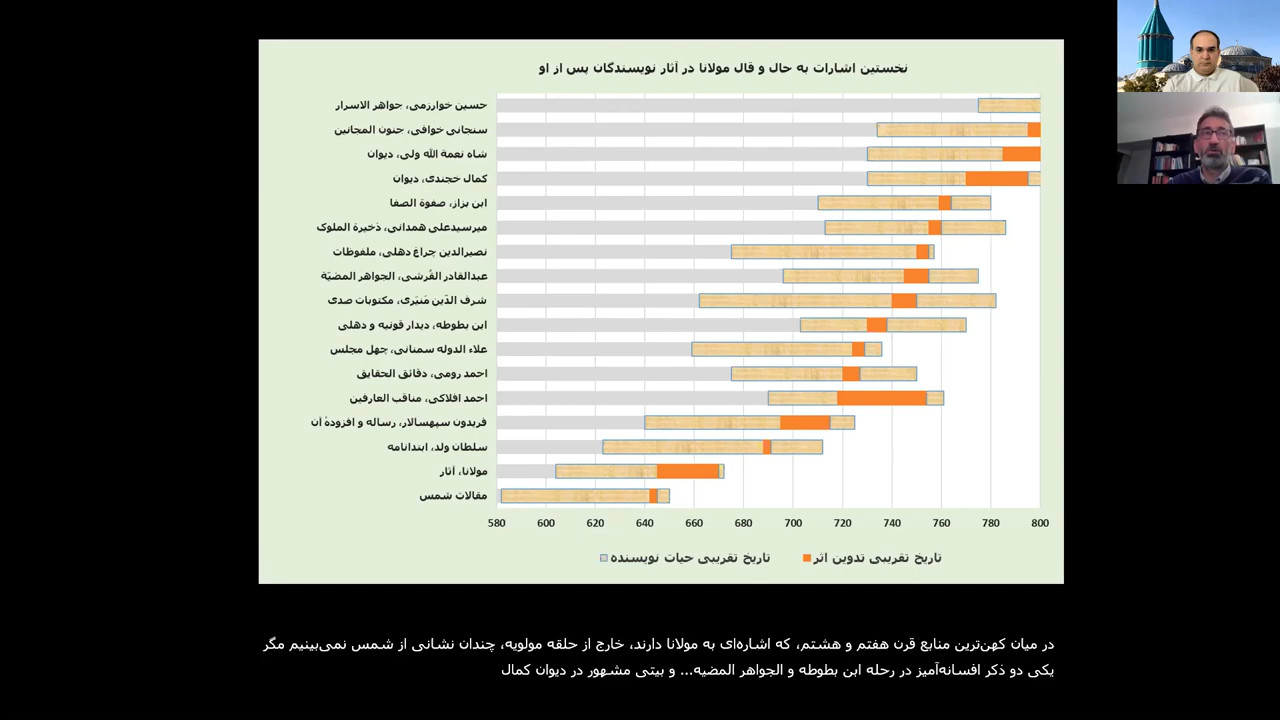 نخستین اشارات به حال و قال مولانا در آثار نویسندگان پس از او
حسین خوارزمی، جواهر الاسرار
سنجانی خوافی، جنون المجانین
شاه نعمة الله ولی، دیوان
کمال خجندی، دیوان
ابن بزاز، صفوة الصفا
میرسیدعلی همدانی، ذخیرة الملوک
نصیرالدین چراغ دهلی، ملفوظات
عبدالقادر القُرشی، الجواهر المضیّة
شرف الدّین مَنیَری، مکتوبات صدی
ابن بطوطه، دیدار قونیه و دهلی
علاء الدوله سمنانی، چهل مجلس
احمد رومی، دقائق الحقایق
احمد افلاکی، مناقب العارفین
فریدون سپهسالار، رساله و افزودهٔ آن
سلطان ولد، ابتدانامه
مولانا، آثار
مقالات شمس
580 600 620 640 660 680 700 720 740 760 780 800
تاریخ تقریبی حیات نویسنده تاریخ تقریبی تدوین اثر
در میان کهن‌ترین منابع قرن هفتم و هشتم، که اشاره‌ای به مولانا دارند، خارج از حلقه مولویه، چندان نشانی از شمس نمی‌بینیم مگر
یکی دو ذکر افسانه‌آمیز در رحله ابن بطوطه و الجواهر المضیه... و بیتی مشهور در دیوان کمال